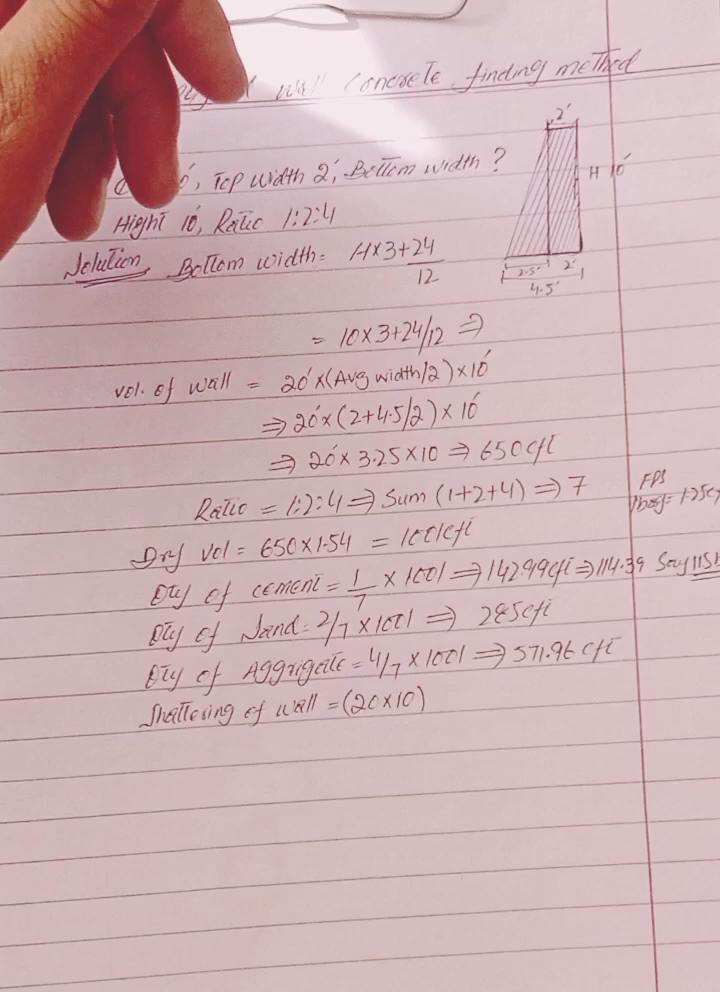 wall concrete finding method
Top width 2', Bottom width ?
Hight 10', Ratio 1:2:4
2'
H 10'
2.5' 2'
4.5'
Solution Bottom width = H×3+24/12
= 10×3+24/12 ⇒
Vol. of wall = 20'×(Avg width/2)×10'
⇒ 20'×(2+4.5/2)×10'
⇒ 20'×3.25×10 ⇒ 650cft
Ratio = 1:2:4 ⇒ Sum (1+2+4) ⇒ 7
FPS
1bag = 1.25cf
Dry Vol = 650×1.54 = 1001cft
Qty of cement = 1/7 × 1001 ⇒ 142.99cft ⇒ 114.39 Say 115
Qty of Sand = 2/7 × 1001 ⇒ 285cft
Qty of Aggrigate = 4/7 × 1001 ⇒ 571.96 cft
Shattering of wall = (20×10)